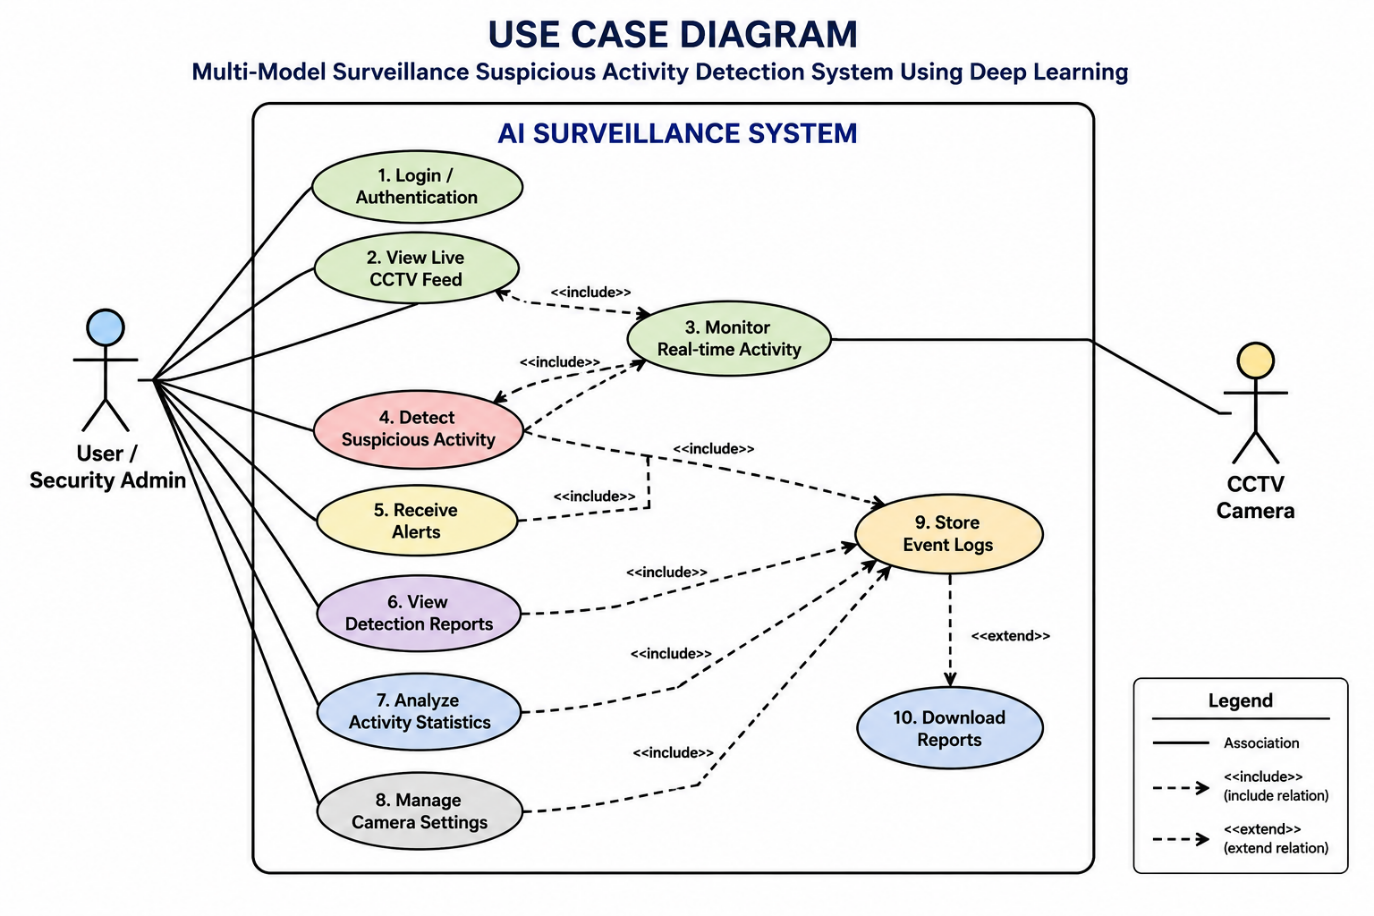 USE CASE DIAGRAM
Multi-Model Surveillance Suspicious Activity Detection System Using Deep Learning
AI SURVEILLANCE SYSTEM
1. Login /
Authentication
2. View Live
CCTV Feed
<<include>>
3. Monitor
Real-time Activity
<<include>>
4. Detect
Suspicious Activity
<<include>>
User /
Security Admin
CCTV
Camera
5. Receive
Alerts
<<include>>
9. Store
Event Logs
6. View
Detection Reports
<<include>>
<<extend>>
7. Analyze
Activity Statistics
<<include>>
10. Download
Reports
8. Manage
Camera Settings
<<include>>
Legend
Association
<<include>>
(include relation)
<<extend>>
(extend relation)